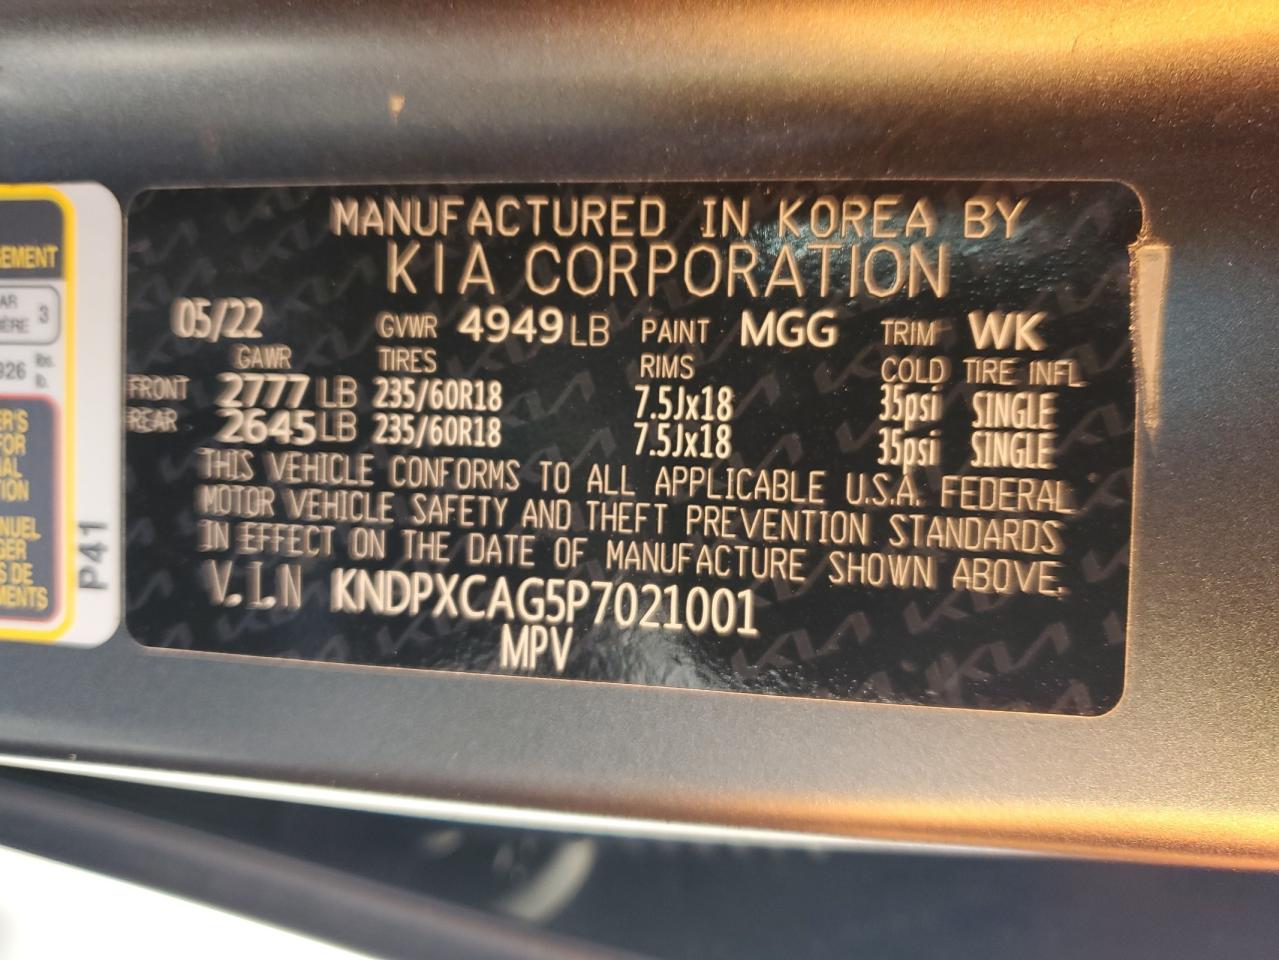 MANUFACTURED IN KOREA BY
KIA CORPORATION
05/22 GVWR 4949 LB PAINT MGG TRIM WK
GAWR TIRES RIMS COLD TIRE INFL
FRONT 2777 LB 235/60R18 7.5Jx18 35psi SINGLE
REAR 2645 LB 235/60R18 7.5Jx18 35psi SINGLE
THIS VEHICLE CONFORMS TO ALL APPLICABLE U.S.A. FEDERAL
MOTOR VEHICLE SAFETY AND THEFT PREVENTION STANDARDS
IN EFFECT ON THE DATE OF MANUFACTURE SHOWN ABOVE.
V.I.N KNDPXCAG5P7021001
MPV
3
lbs.
P41